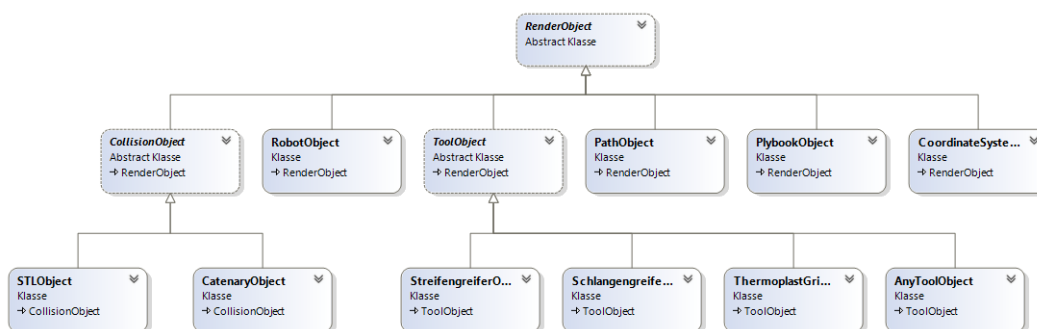 RenderObject
Abstract Klasse
CollisionObject
Abstract Klasse
→ RenderObject
RobotObject
Klasse
→ RenderObject
ToolObject
Abstract Klasse
→ RenderObject
PathObject
Klasse
→ RenderObject
PlybookObject
Klasse
→ RenderObject
CoordinateSyste...
Klasse
→ RenderObject
STLObject
Klasse
→ CollisionObject
CatenaryObject
Klasse
→ CollisionObject
StreifengreiferO...
Klasse
→ ToolObject
Schlangengreife...
Klasse
→ ToolObject
ThermoplastGri...
Klasse
→ ToolObject
AnyToolObject
Klasse
→ ToolObject